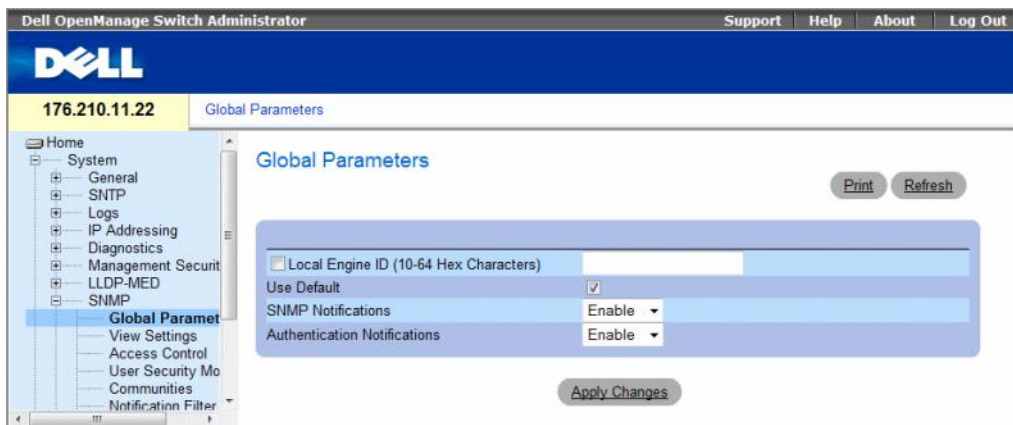 Dell OpenManage Switch Administrator
Support Help About Log Out
DELL
176.210.11.22
Global Parameters
Home
System
General
SNTP
Logs
IP Addressing
Diagnostics
Management Securit
LLDP-MED
SNMP
Global Paramet
View Settings
Access Control
User Security Mo
Communities
Notification Filter
Global Parameters
Print Refresh
Local Engine ID (10-64 Hex Characters)
Use Default
SNMP Notifications Enable
Authentication Notifications Enable
Apply Changes